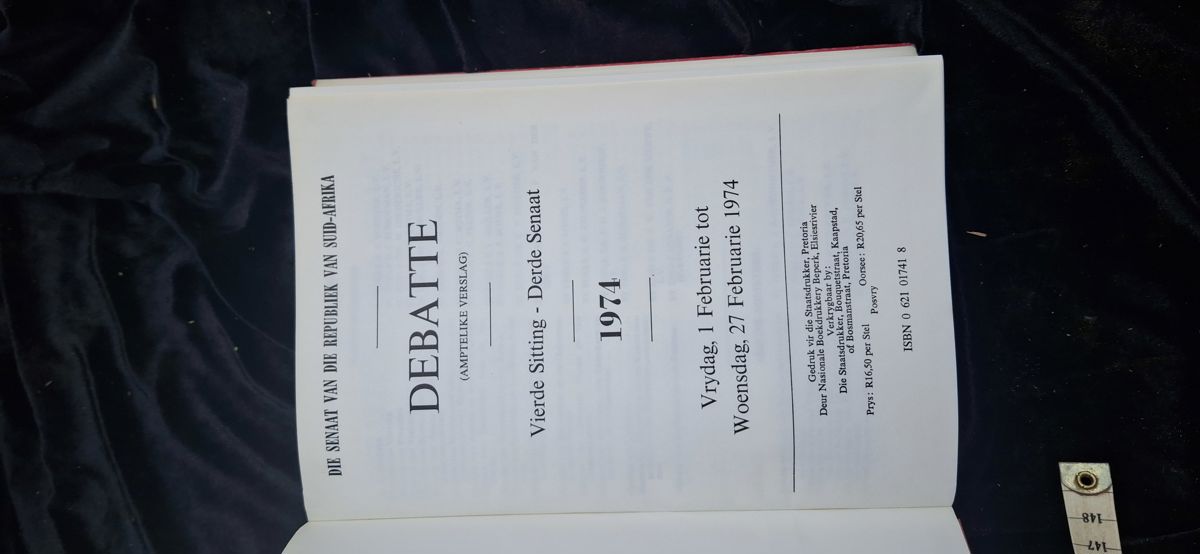 DIE SENAAT VAN DIE REPUBLIEK VAN SUID-AFRIKA
DEBATTE
(AMPTELIKE VERSLAG)
Vierde Sitting - Derde Senaat
1974
Vrydag, 1 Februarie tot
Woensdag, 27 Februarie 1974
Gedruk vir die Staatsdrukker, Pretoria
Deur Nasionale Boekdrukkery Beperk, Elsiesrivier
Verkrygbaar by:
Die Staatsdrukker, Bouquetstraat, Kaapstad,
of Bosmanstraat, Pretoria
Prys: R16,50 per Stel Oorsee: R20,65 per Stel
Posvry
ISBN 0 621 01741 8
148
147